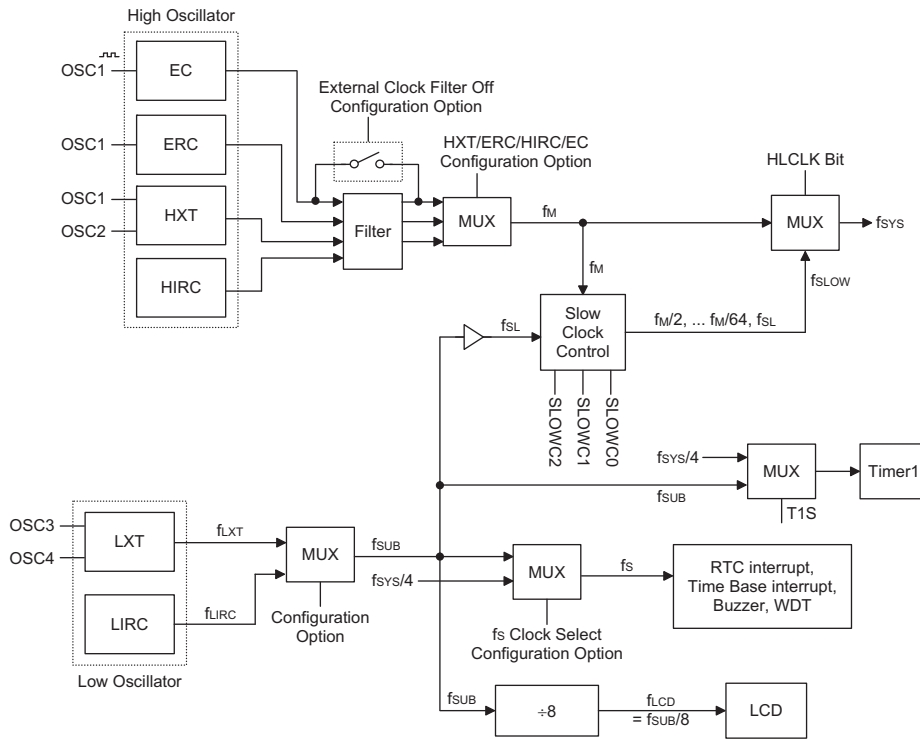 High Oscillator
OSC1
EC
OSC1
ERC
OSC1
OSC2
HXT
HIRC
External Clock Filter Off
Configuration Option
Filter
HXT/ERC/HIRC/EC
Configuration Option
MUX
fM
HLCLK Bit
MUX
fSYS
fM
fSLOW
fSL
Slow
Clock
Control
fM/2, ... fM/64, fSL
SLOWC2
SLOWC1
SLOWC0
fSYS/4
fSUB
MUX
T1S
Timer1
OSC3
OSC4
LXT
fLXT
LIRC
fLIRC
Low Oscillator
MUX
Configuration
Option
fSUB
fSYS/4
MUX
fs Clock Select
Configuration Option
fS
RTC interrupt,
Time Base interrupt,
Buzzer, WDT
fSUB
÷8
fLCD
= fSUB/8
LCD